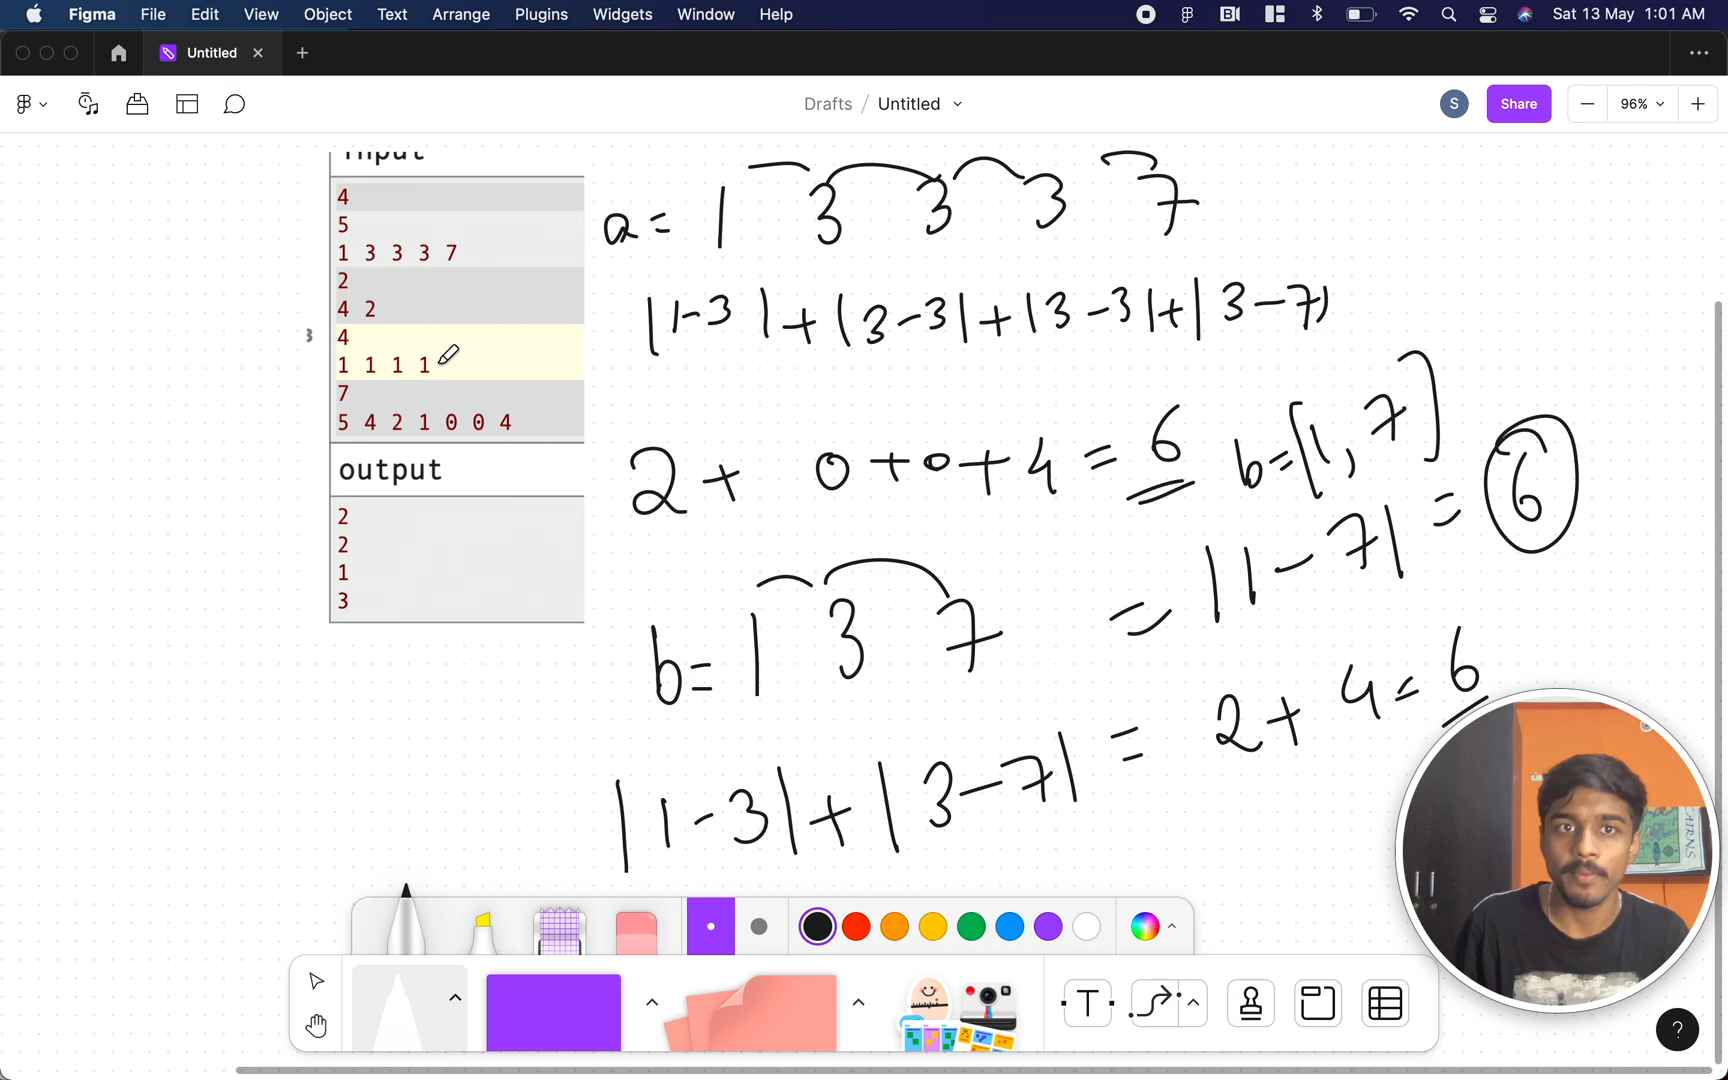 Figma File Edit View Object Text Arrange Plugins Widgets Window Help Sat 13 May 1:01 AM
Untitled
Drafts / Untitled S Share 96%
input
4
5
1 3 3 3 7
2
4 2
4
1 1 1 1
7
5 4 2 1 0 0 4
output
2
2
1
3
a = 1 3 3 3 7
|1-3| + |3-3| + |3-3| + |3-7|
2 + 0 + 0 + 4 = 6
b=[1, 7]
= |1-7| = 6
b= 1 3 7
|1-3| + |3-7| = 2 + 4 = 6
T
?